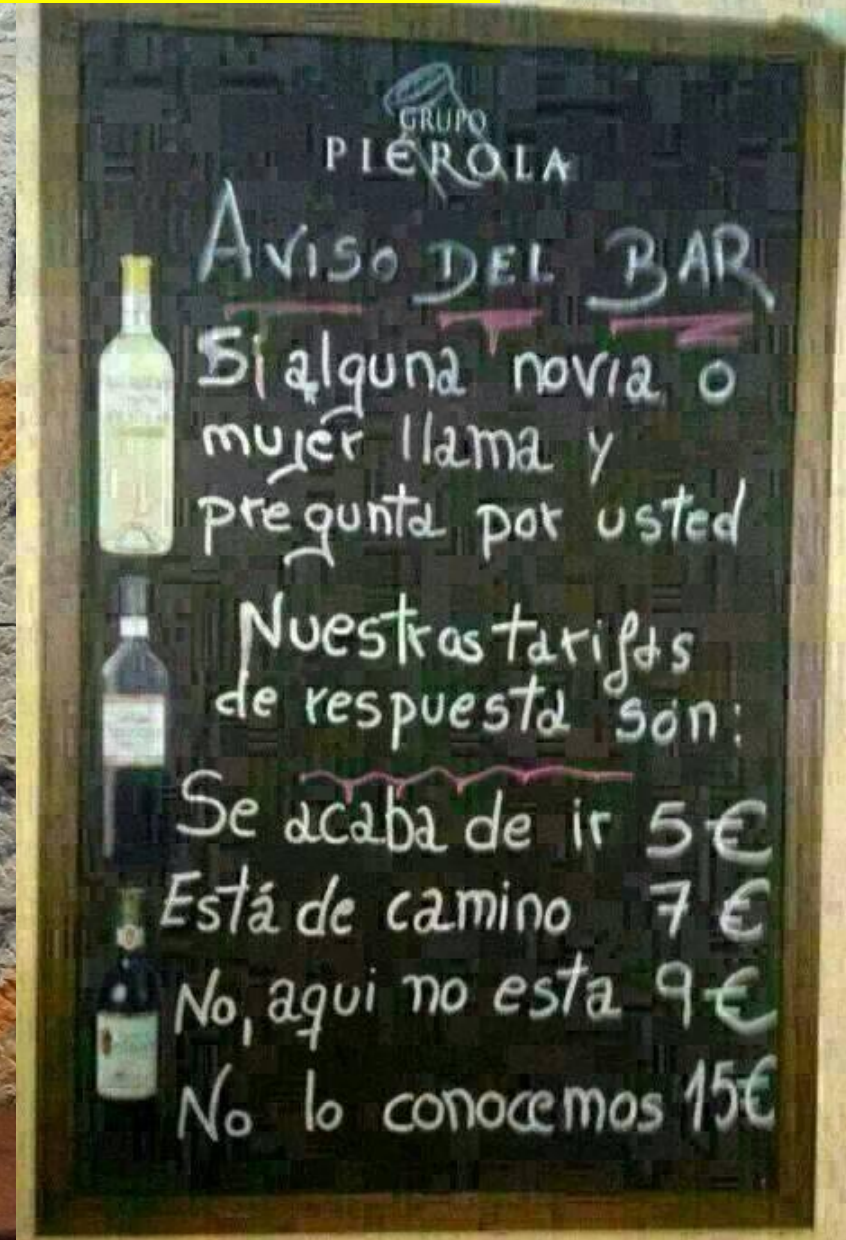 GRUPO
PIEROLA
AVISO DEL BAR
Si alguna novia o
mujer llama y
pregunta por usted
Nuestras tarifas
de respuesta son:
Se acaba de ir 5€
Está de camino 7€
No, aqui no esta 9€
No lo conocemos 15€